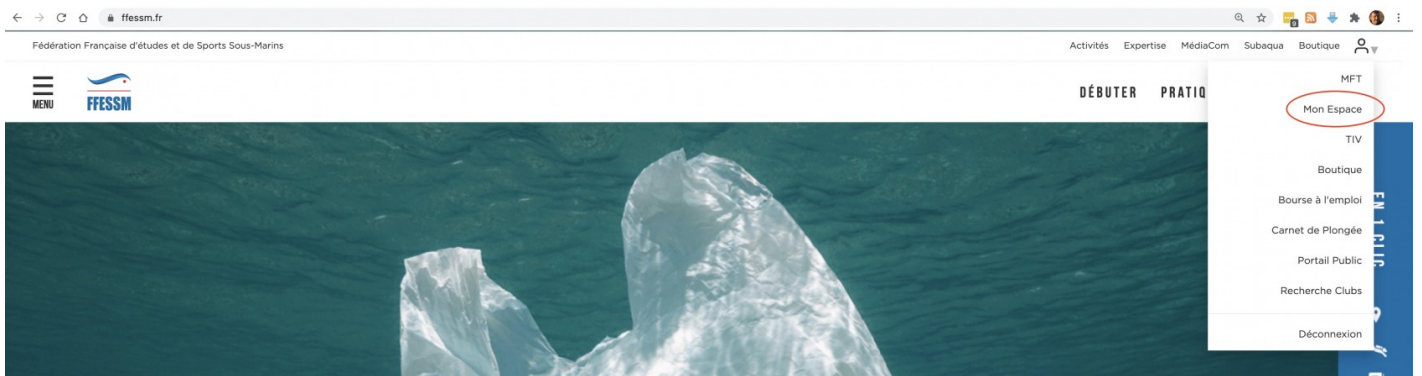 ffessm.fr
9
Fédération Française d'études et de Sports Sous-Marins
Activités Expertise MédiaCom Subaqua Boutique
MENU
FFESSM
DÉBUTER PRATIQ
MFT
Mon Espace
TIV
Boutique
Bourse à l'emploi
Carnet de Plongée
Portail Public
Recherche Clubs
Déconnexion
EN 1 CLIC